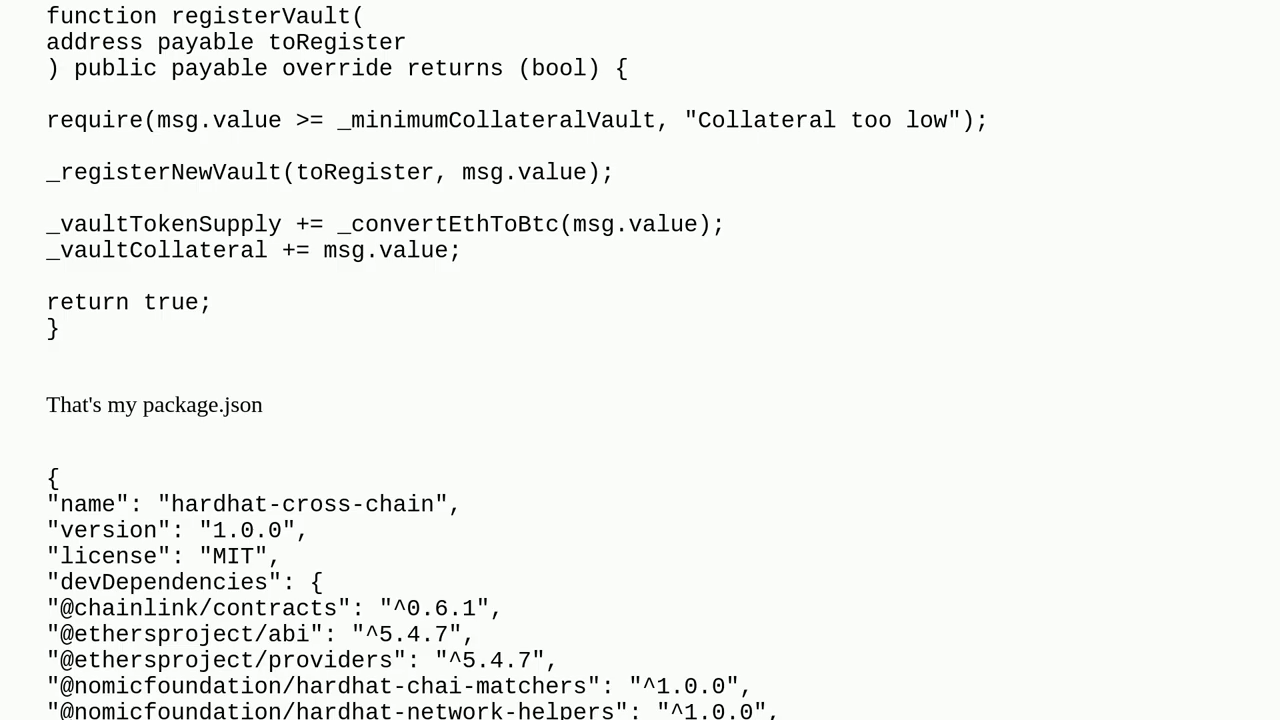 function registerVault(
address payable toRegister
) public payable override returns (bool) {
require(msg.value >= _minimumCollateralVault, "Collateral too low");
_registerNewVault(toRegister, msg.value);
_vaultTokenSupply += _convertEthToBtc(msg.value);
_vaultCollateral += msg.value;
return true;
}
That's my package.json
{
"name": "hardhat-cross-chain",
"version": "1.0.0",
"license": "MIT",
"devDependencies": {
"@chainlink/contracts": "^0.6.1",
"@ethersproject/abi": "^5.4.7",
"@ethersproject/providers": "^5.4.7",
"@nomicfoundation/hardhat-chai-matchers": "^1.0.0",
"@nomicfoundation/hardhat-network-helpers": "^1.0.0",